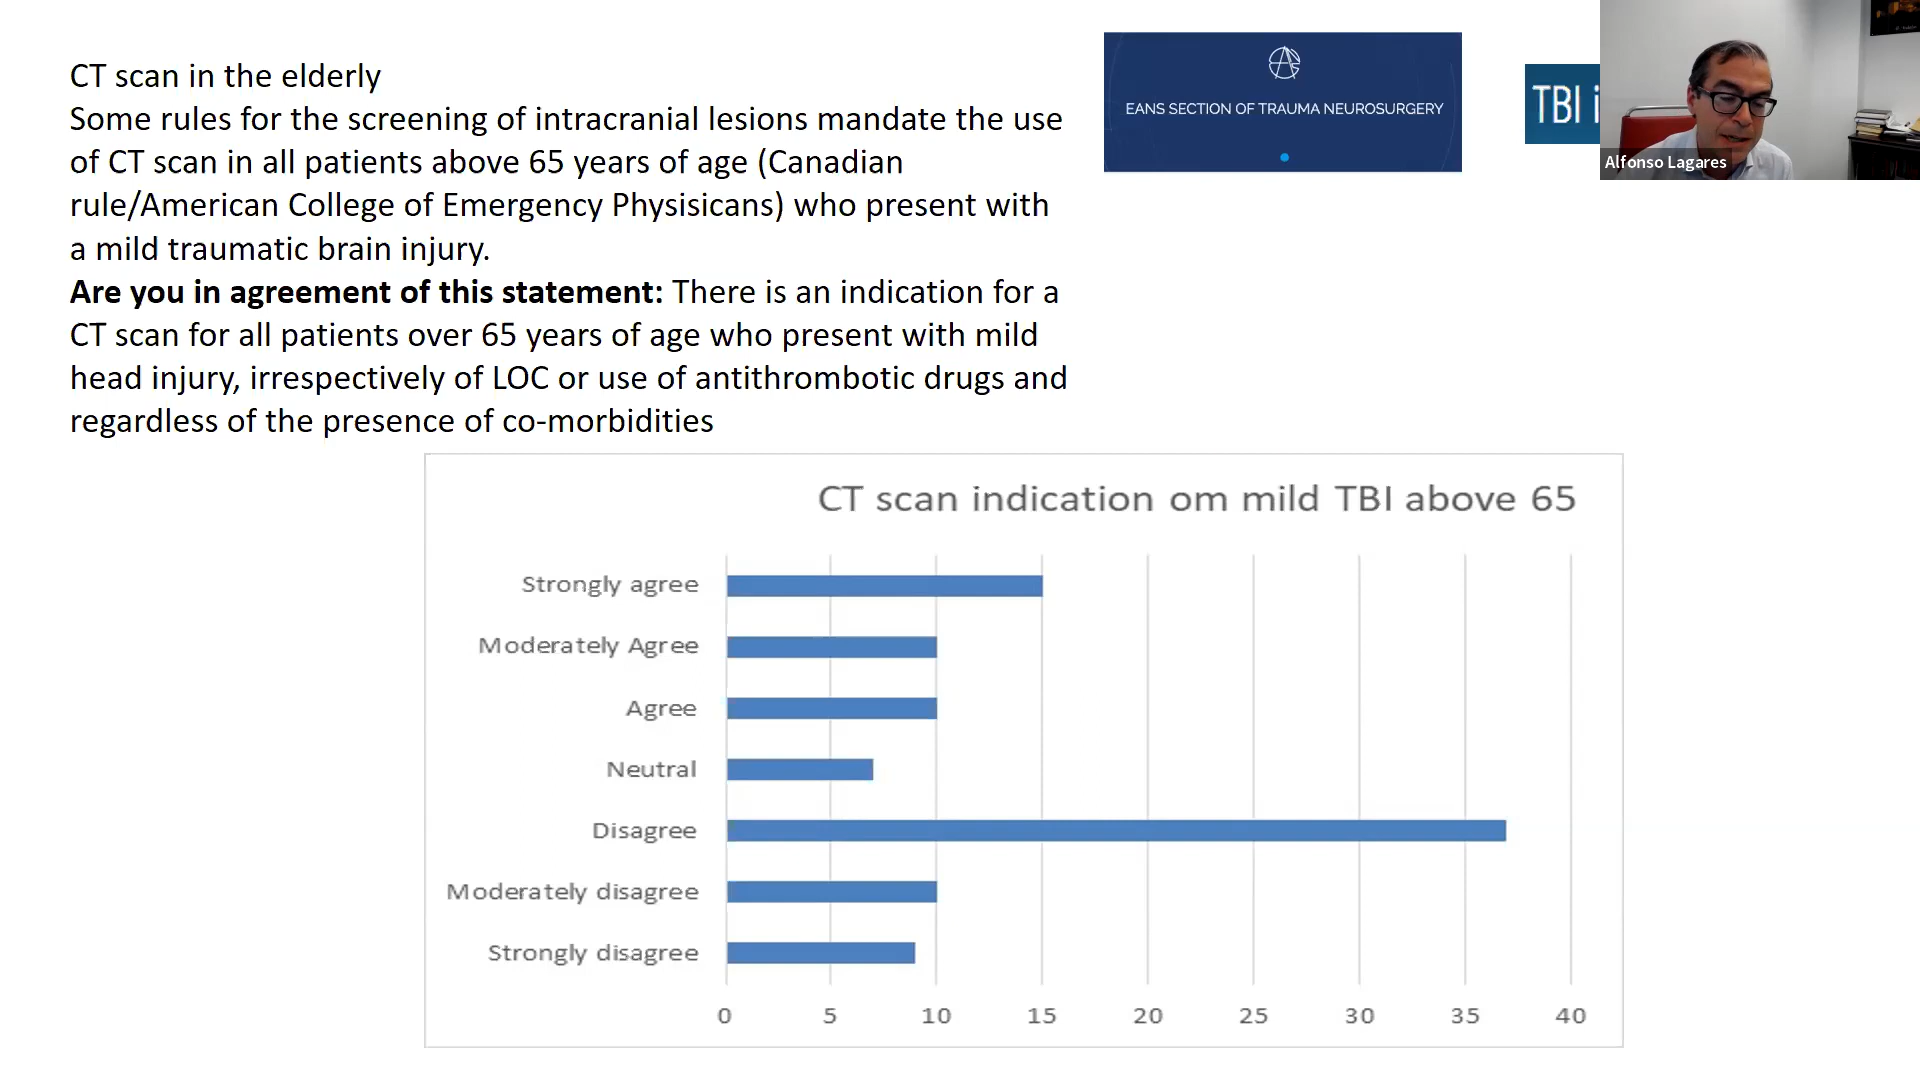 CT scan in the elderly
Some rules for the screening of intracranial lesions mandate the use
of CT scan in all patients above 65 years of age (Canadian
rule/American College of Emergency Physisicans) who present with
a mild traumatic brain injury.
Are you in agreement of this statement: There is an indication for a
CT scan for all patients over 65 years of age who present with mild
head injury, irrespectively of LOC or use of antithrombotic drugs and
regardless of the presence of co-morbidities
EANS SECTION OF TRAUMA NEUROSURGERY
TBI i
Alfonso Lagares
CT scan indication om mild TBI above 65
Strongly agree
Moderately Agree
Agree
Neutral
Disagree
Moderately disagree
Strongly disagree
0 5 10 15 20 25 30 35 40